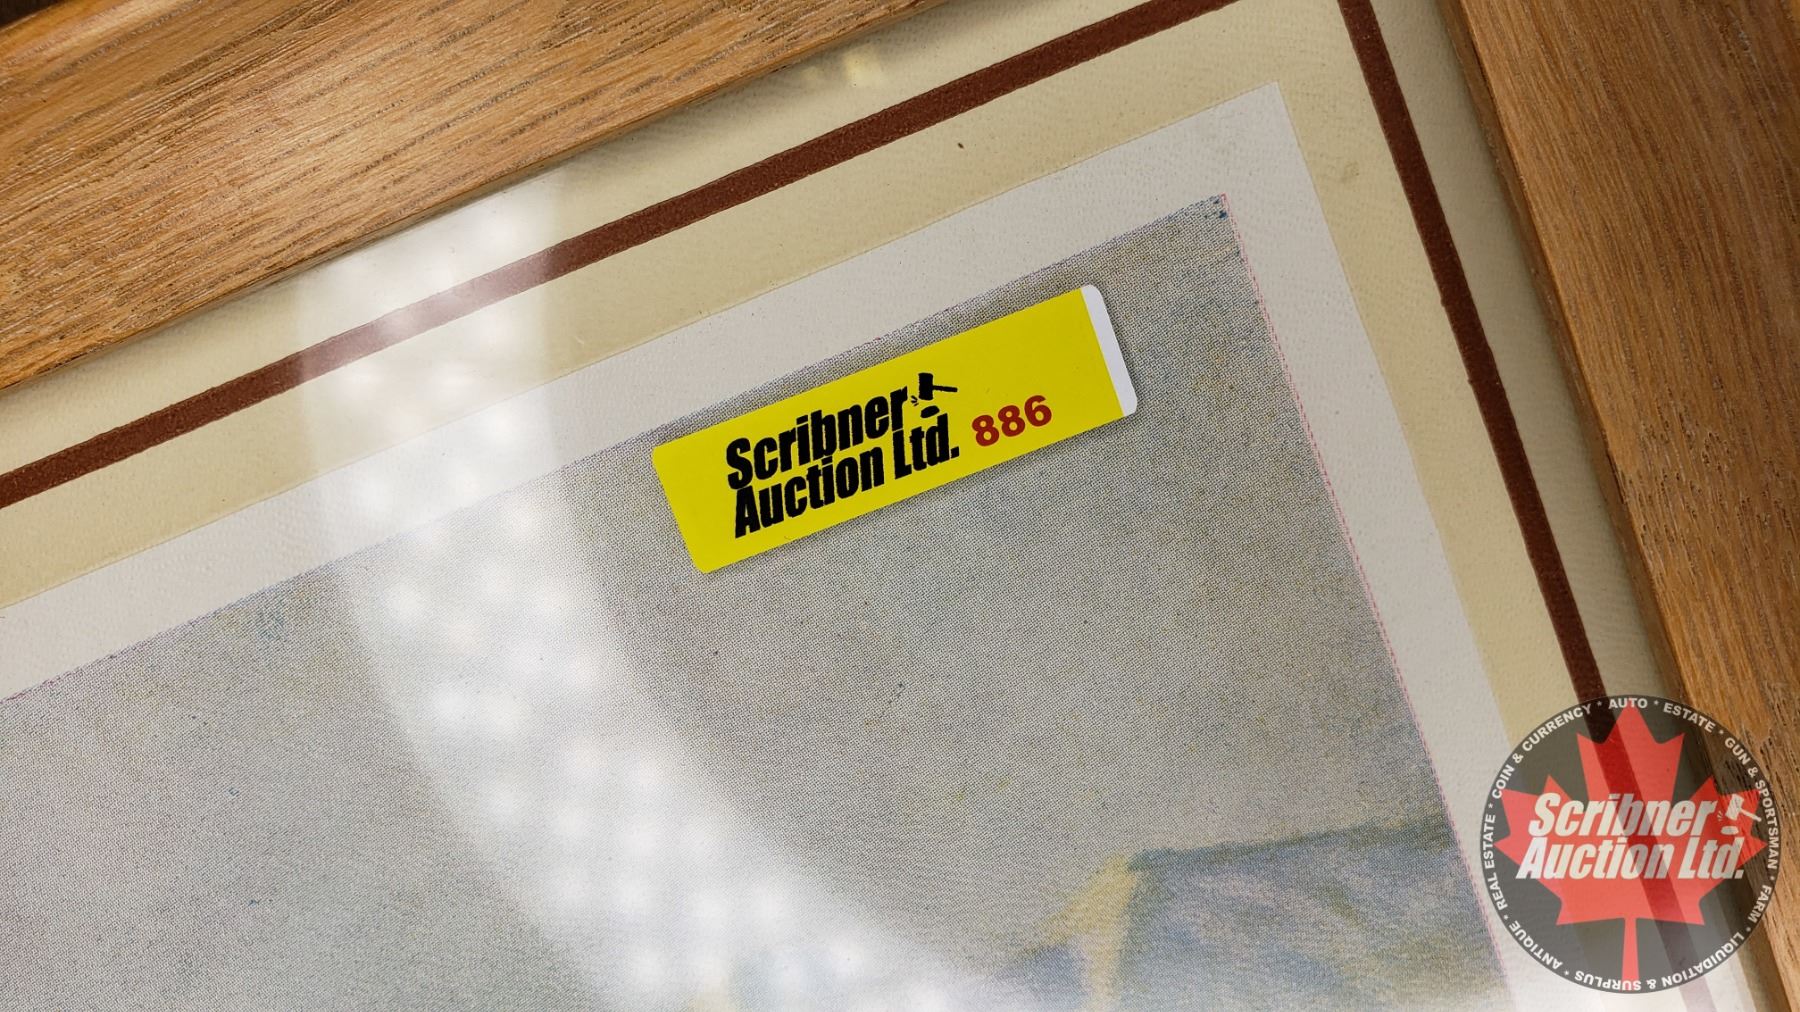 Scribner
Auction Ltd. 886
COIN & CURRENCY * AUTO * ESTATE * GUN & SPORTSMAN * FARM * LIQUIDATION & SURPLUS * ANTIQUE * REAL ESTATE *
Scribner
Auction Ltd.